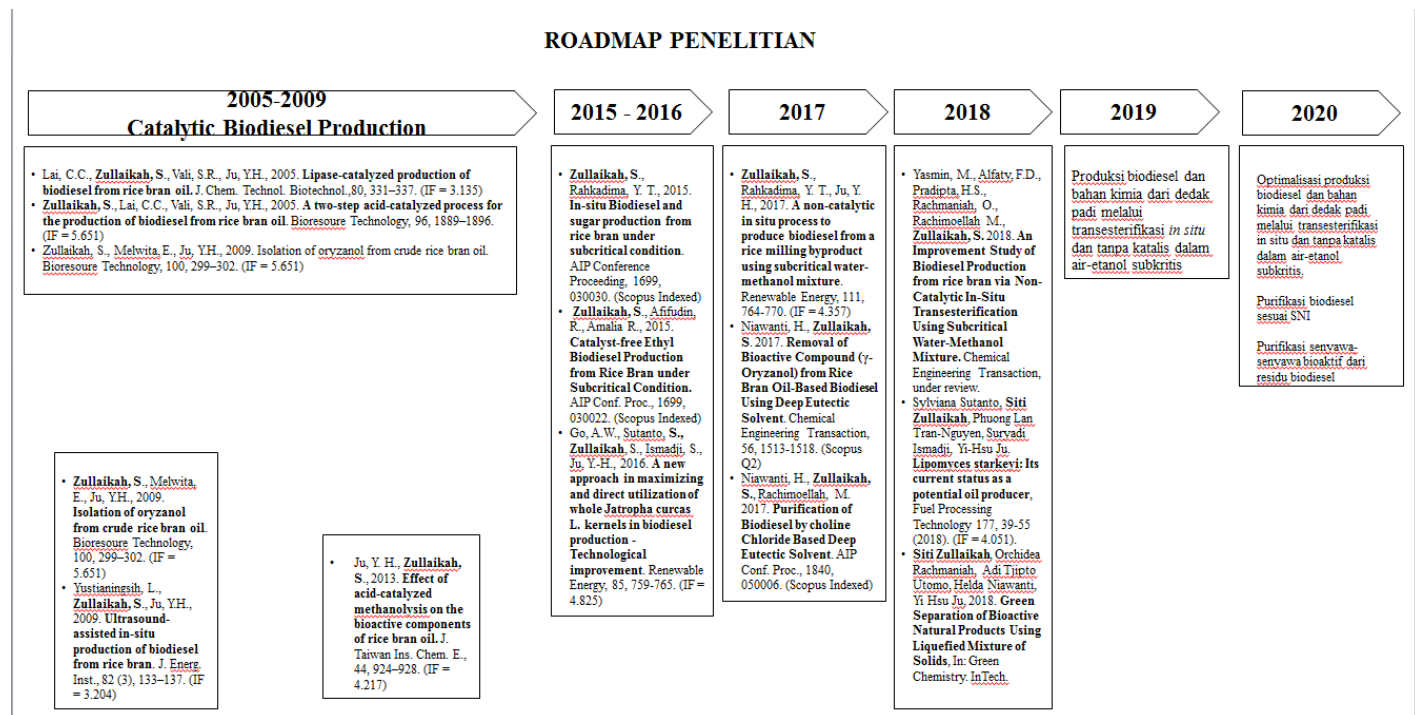 ROADMAP PENELITIAN
2005-2009
Catalytic Biodiesel Production
• Lai, C.C., Zullaikah, S., Vali, S.R., Ju, Y.H., 2005. Lipase-catalyzed production of
biodiesel from rice bran oil. J. Chem. Technol. Biotechnol.,80, 331–337. (IF = 3.135)
• Zullaikah, S., Lai, C.C., Vali, S.R., Ju, Y.H., 2005. A two-step acid-catalyzed process for
the production of biodiesel from rice bran oil. Bioresoure Technology, 96, 1889–1896.
(IF = 5.651)
• Zullaikah, S., Melwita, E., Ju, Y.H., 2009. Isolation of oryzanol from crude rice bran oil.
Bioresoure Technology, 100, 299–302. (IF = 5.651)
• Zullaikah, S., Melwita,
E., Ju, Y.H., 2009.
Isolation of oryzanol
from crude rice bran oil.
Bioresoure Technology,
100, 299–302. (IF =
5.651)
• Yustianingsih, L.,
Zullaikah, S., Ju, Y.H.,
2009. Ultrasound-
assisted in-situ
production of biodiesel
from rice bran. J. Energ.
Inst., 82 (3), 133–137. (IF
= 3.204)
• Ju, Y. H., Zullaikah,
S., 2013. Effect of
acid-catalyzed
methanolysis on the
bioactive components
of rice bran oil. J.
Taiwan Ins. Chem. E.,
44, 924–928. (IF =
4.217)
2015 - 2016
• Zullaikah, S.,
Rahkadima, Y. T., 2015.
In-situ Biodiesel and
sugar production from
rice bran under
subcritical condition.
AIP Conference
Proceeding, 1699,
030030. (Scopus Indexed)
• Zullaikah, S., Afifudin,
R., Amalia R., 2015.
Catalyst-free Ethyl
Biodiesel Production
from Rice Bran under
Subcritical Condition.
AIP Conf. Proc., 1699,
030022. (Scopus Indexed)
• Go, A.W., Sutanto, S.,
Zullaikah, S., Ismadji, S.,
Ju, Y.-H., 2016. A new
approach in maximizing
and direct utilization of
whole Jatropha curcas
L. kernels in biodiesel
production -
Technological
improvement. Renewable
Energy, 85, 759-765. (IF =
4.825)
2017
• Zullaikah, S.,
Rahkadima, Y. T., Ju, Y.
H., 2017. A non-catalytic
in situ process to
produce biodiesel from a
rice milling byproduct
using subcritical water-
methanol mixture.
Renewable Energy, 111,
764-770. (IF = 4.357)
• Niawanti, H., Zullaikah,
S. 2017. Removal of
Bioactive Compound (γ-
Oryzanol) from Rice
Bran Oil-Based Biodiesel
Using Deep Eutectic
Solvent. Chemical
Engineering Transaction,
56, 1513-1518. (Scopus
Q2)
• Niawanti, H., Zullaikah,
S., Rachimoellah, M.
2017. Purification of
Biodiesel by choline
Chloride Based Deep
Eutectic Solvent. AIP
Conf. Proc., 1840,
050006. (Scopus Indexed)
2018
• Yasmin, M., Alfaty, F.D.,
Pradipta, H.S.,
Rachmaniah, O.,
Rachimoellah M.,
Zullaikah, S. 2018. An
Improvement Study of
Biodiesel Production
from rice bran via Non-
Catalytic In-Situ
Transesterification
Using Subcritical
Water-Methanol
Mixture. Chemical
Engineering Transaction,
under review.
• Sylviana Sutanto, Siti
Zullaikah, Phuong Lan
Tran-Nguyen, Suryadi
Ismadji, Yi-Hsu Ju.
Lipomyces starkeyi: Its
current status as a
potential oil producer,
Fuel Processing
Technology 177, 39-55
(2018). (IF = 4.051).
• Siti Zullaikah, Orchidea
Rachmaniah, Adi Tjipto
Utomo, Helda Niawanti,
Yi Hsu Ju, 2018. Green
Separation of Bioactive
Natural Products Using
Liquefied Mixture of
Solids, In: Green
Chemistry. InTech.
2019
Produksi biodiesel dan
bahan kimia dari dedak
padi melalui
transesterifikasi in situ
dan tanpa katalis dalam
air-etanol subkritis
2020
Optimalisasi produksi
biodiesel dan bahan
kimia dari dedak padi
melalui transesterifikasi
in situ dan tanpa katalis
dalam air-etanol
subkritis.
Purifikasi biodiesel
sesuai SNI
Purifikasi senyawa-
senyawa bioaktif dari
residu biodiesel